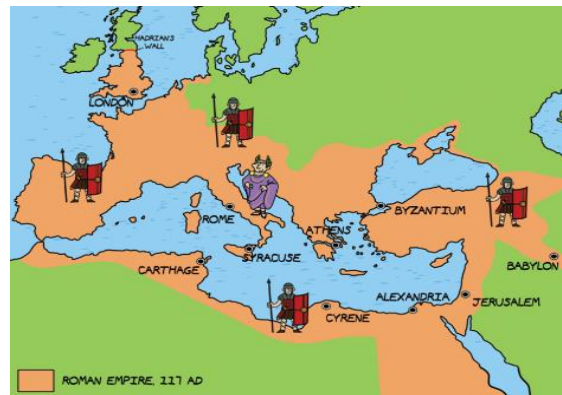 HADRIAN'S
WALL
LONDON
ROME
BYZANTIUM
ATHENS
SYRACUSE
CARTHAGE
BABYLON
ALEXANDRIA
JERUSALEM
CYRENE
ROMAN EMPIRE, 117 AD